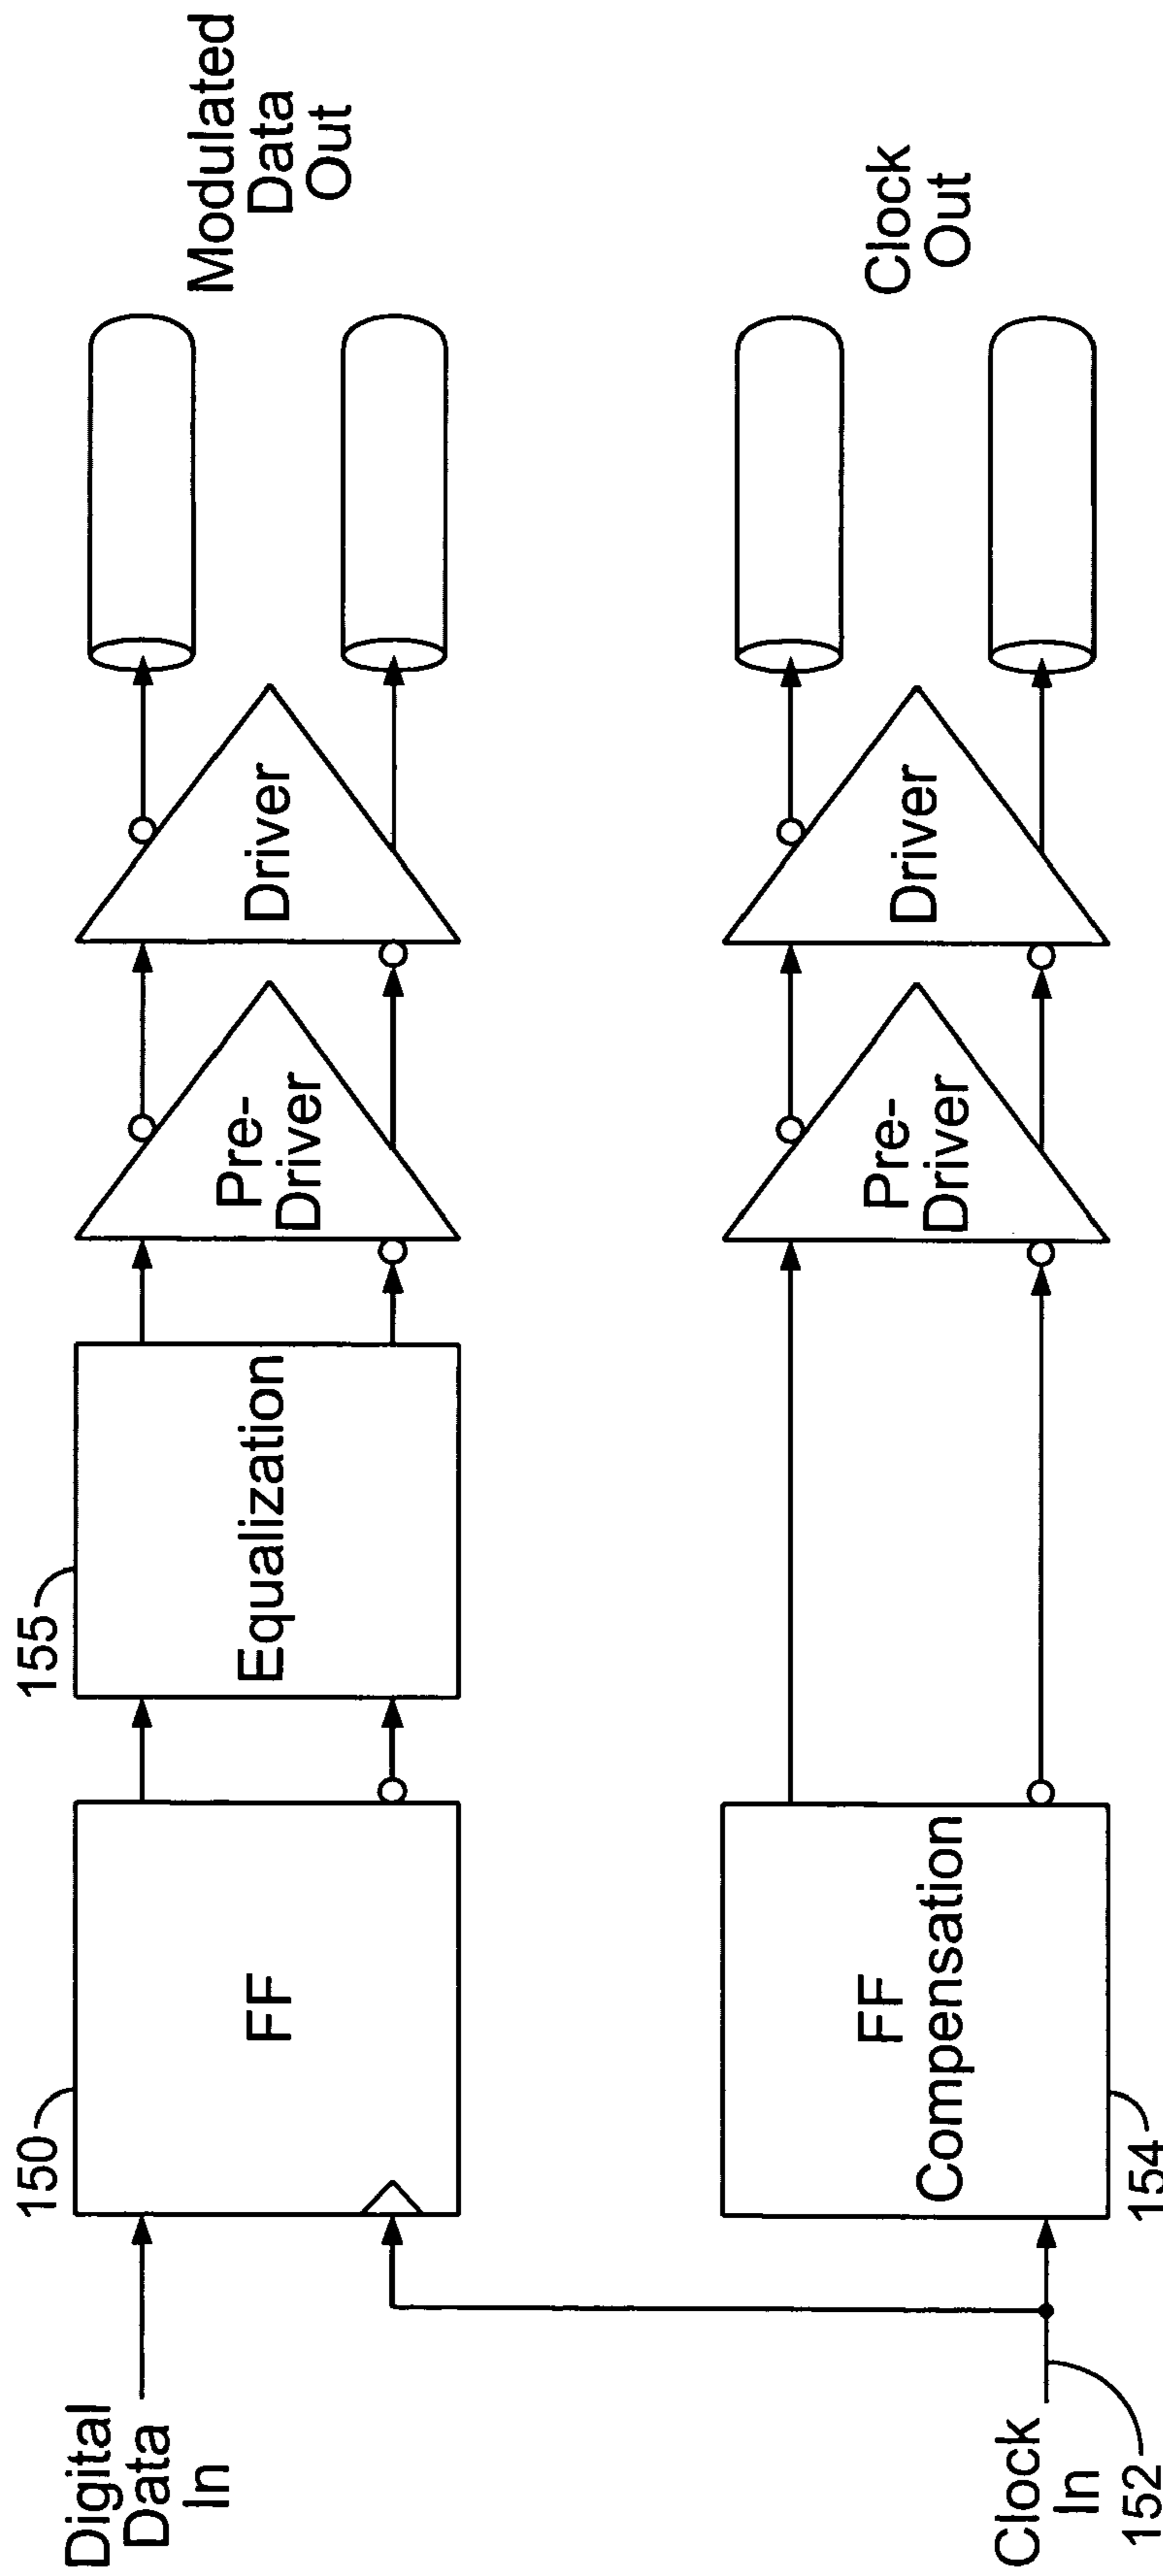 Digital
Data
In
150
FF
155
Equalization
Pre-
Driver
Driver
Modulated
Data
Out
Clock
In
152
FF
Compensation
154
Pre-
Driver
Driver
Clock
Out